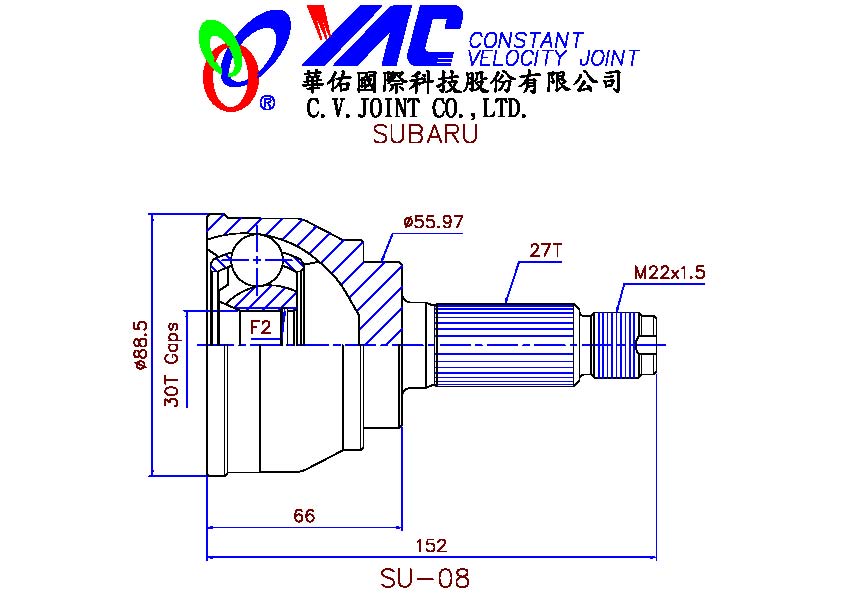 YAC CONSTANT
VELOCITY JOINT
®
華佑國際科技股份有限公司
C.V.JOINT CO.,LTD.
SUBARU
ø55.97
27T
M22x1.5
F2
ø88.5
30T Gaps
66
152
SU-08